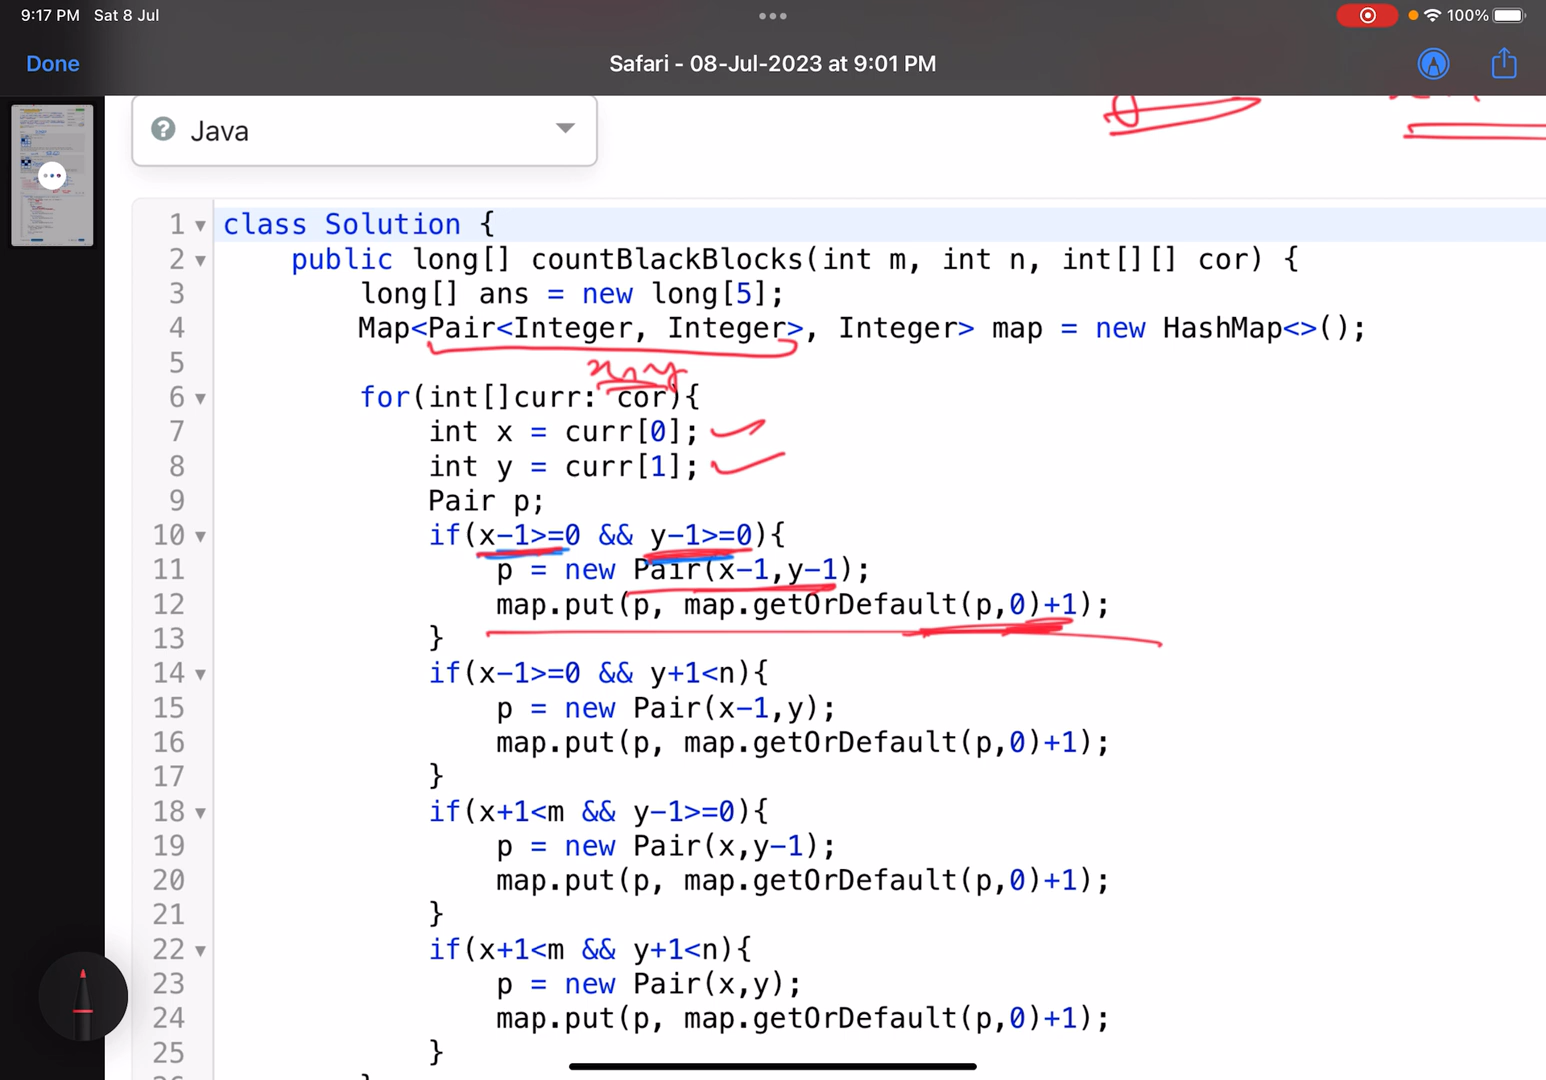 9:17 PM Sat 8 Jul
100%
Done
Safari - 08-Jul-2023 at 9:01 PM
Java
1 class Solution {
2 public long[] countBlackBlocks(int m, int n, int[][] cor) {
3 long[] ans = new long[5];
4 Map<Pair<Integer, Integer>, Integer> map = new HashMap<>();
5
x, y
6 for(int[]curr: cor){
7 int x = curr[0];
8 int y = curr[1];
9 Pair p;
10 if(x-1>=0 && y-1>=0){
11 p = new Pair(x-1,y-1);
12 map.put(p, map.getOrDefault(p,0)+1);
13 }
14 if(x-1>=0 && y+1<n){
15 p = new Pair(x-1,y);
16 map.put(p, map.getOrDefault(p,0)+1);
17 }
18 if(x+1<m && y-1>=0){
19 p = new Pair(x,y-1);
20 map.put(p, map.getOrDefault(p,0)+1);
21 }
22 if(x+1<m && y+1<n){
23 p = new Pair(x,y);
24 map.put(p, map.getOrDefault(p,0)+1);
25 }